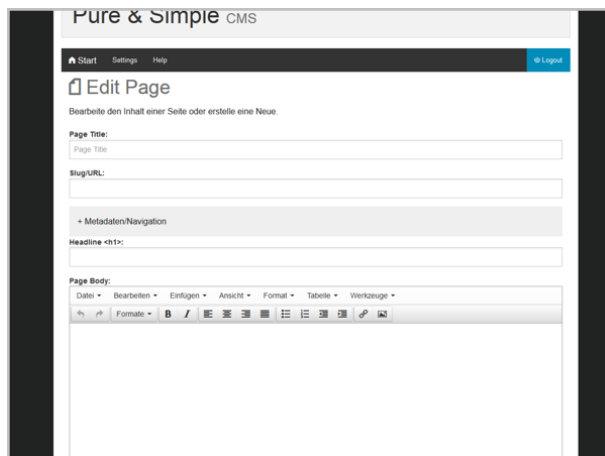 Pure & Simple CMS
Start Settings Help Logout
Edit Page
Bearbeite den Inhalt einer Seite oder erstelle eine Neue.
Page Title:
Page Title
Slug/URL:
+ Metadaten/Navigation
Headline <h1>:
Page Body:
Datei Bearbeiten Einfügen Ansicht Format Tabelle Werkzeuge
Formate B I